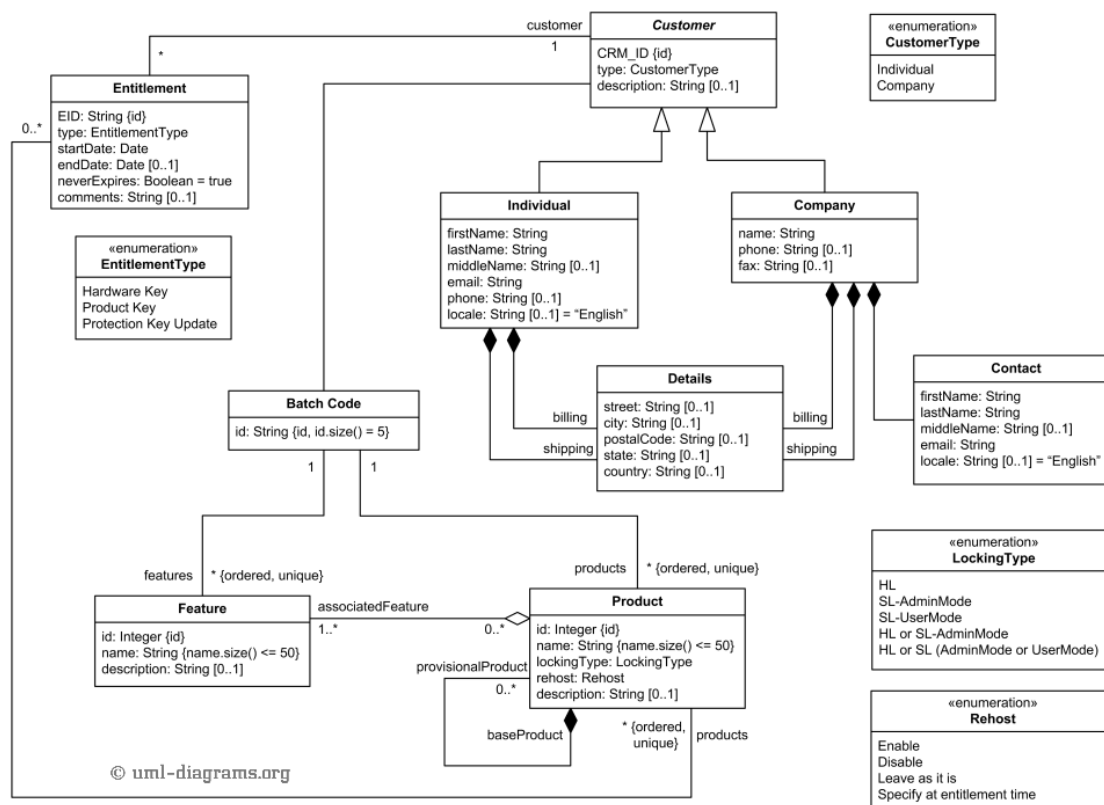 customer
1
*
Customer
CRM_ID {id}
type: CustomerType
description: String [0..1]
«enumeration»
CustomerType
Individual
Company
Entitlement
EID: String {id}
type: EntitlementType
startDate: Date
endDate: Date [0..1]
neverExpires: Boolean = true
comments: String [0..1]
0..*
«enumeration»
EntitlementType
Hardware Key
Product Key
Protection Key Update
Individual
firstName: String
lastName: String
middleName: String [0..1]
email: String
phone: String [0..1]
locale: String [0..1] = “English”
Company
name: String
phone: String [0..1]
fax: String [0..1]
Details
street: String [0..1]
city: String [0..1]
postalCode: String [0..1]
state: String [0..1]
country: String [0..1]
billing
shipping
billing
shipping
Contact
firstName: String
lastName: String
middleName: String [0..1]
email: String
locale: String [0..1] = “English”
Batch Code
id: String {id, id.size() = 5}
1
1
features
* {ordered, unique}
products
* {ordered, unique}
Feature
id: Integer {id}
name: String {name.size() <= 50}
description: String [0..1]
associatedFeature
1..*
0..*
Product
id: Integer {id}
name: String {name.size() <= 50}
lockingType: LockingType
rehost: Rehost
description: String [0..1]
provisionalProduct
0..*
baseProduct
* {ordered,
unique}
products
«enumeration»
LockingType
HL
SL-AdminMode
SL-UserMode
HL or SL-AdminMode
HL or SL (AdminMode or UserMode)
«enumeration»
Rehost
Enable
Disable
Leave as it is
Specify at entitlement time
© uml-diagrams.org